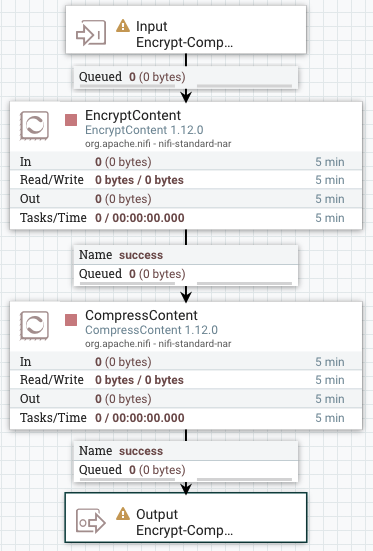 Input
Encrypt-Comp...
Queued 0 (0 bytes)
EncryptContent
EncryptContent 1.12.0
org.apache.nifi - nifi-standard-nar
In 0 (0 bytes) 5 min
Read/Write 0 bytes / 0 bytes 5 min
Out 0 (0 bytes) 5 min
Tasks/Time 0 / 00:00:00.000 5 min
Name success
Queued 0 (0 bytes)
CompressContent
CompressContent 1.12.0
org.apache.nifi - nifi-standard-nar
In 0 (0 bytes) 5 min
Read/Write 0 bytes / 0 bytes 5 min
Out 0 (0 bytes) 5 min
Tasks/Time 0 / 00:00:00.000 5 min
Name success
Queued 0 (0 bytes)
Output
Encrypt-Comp...